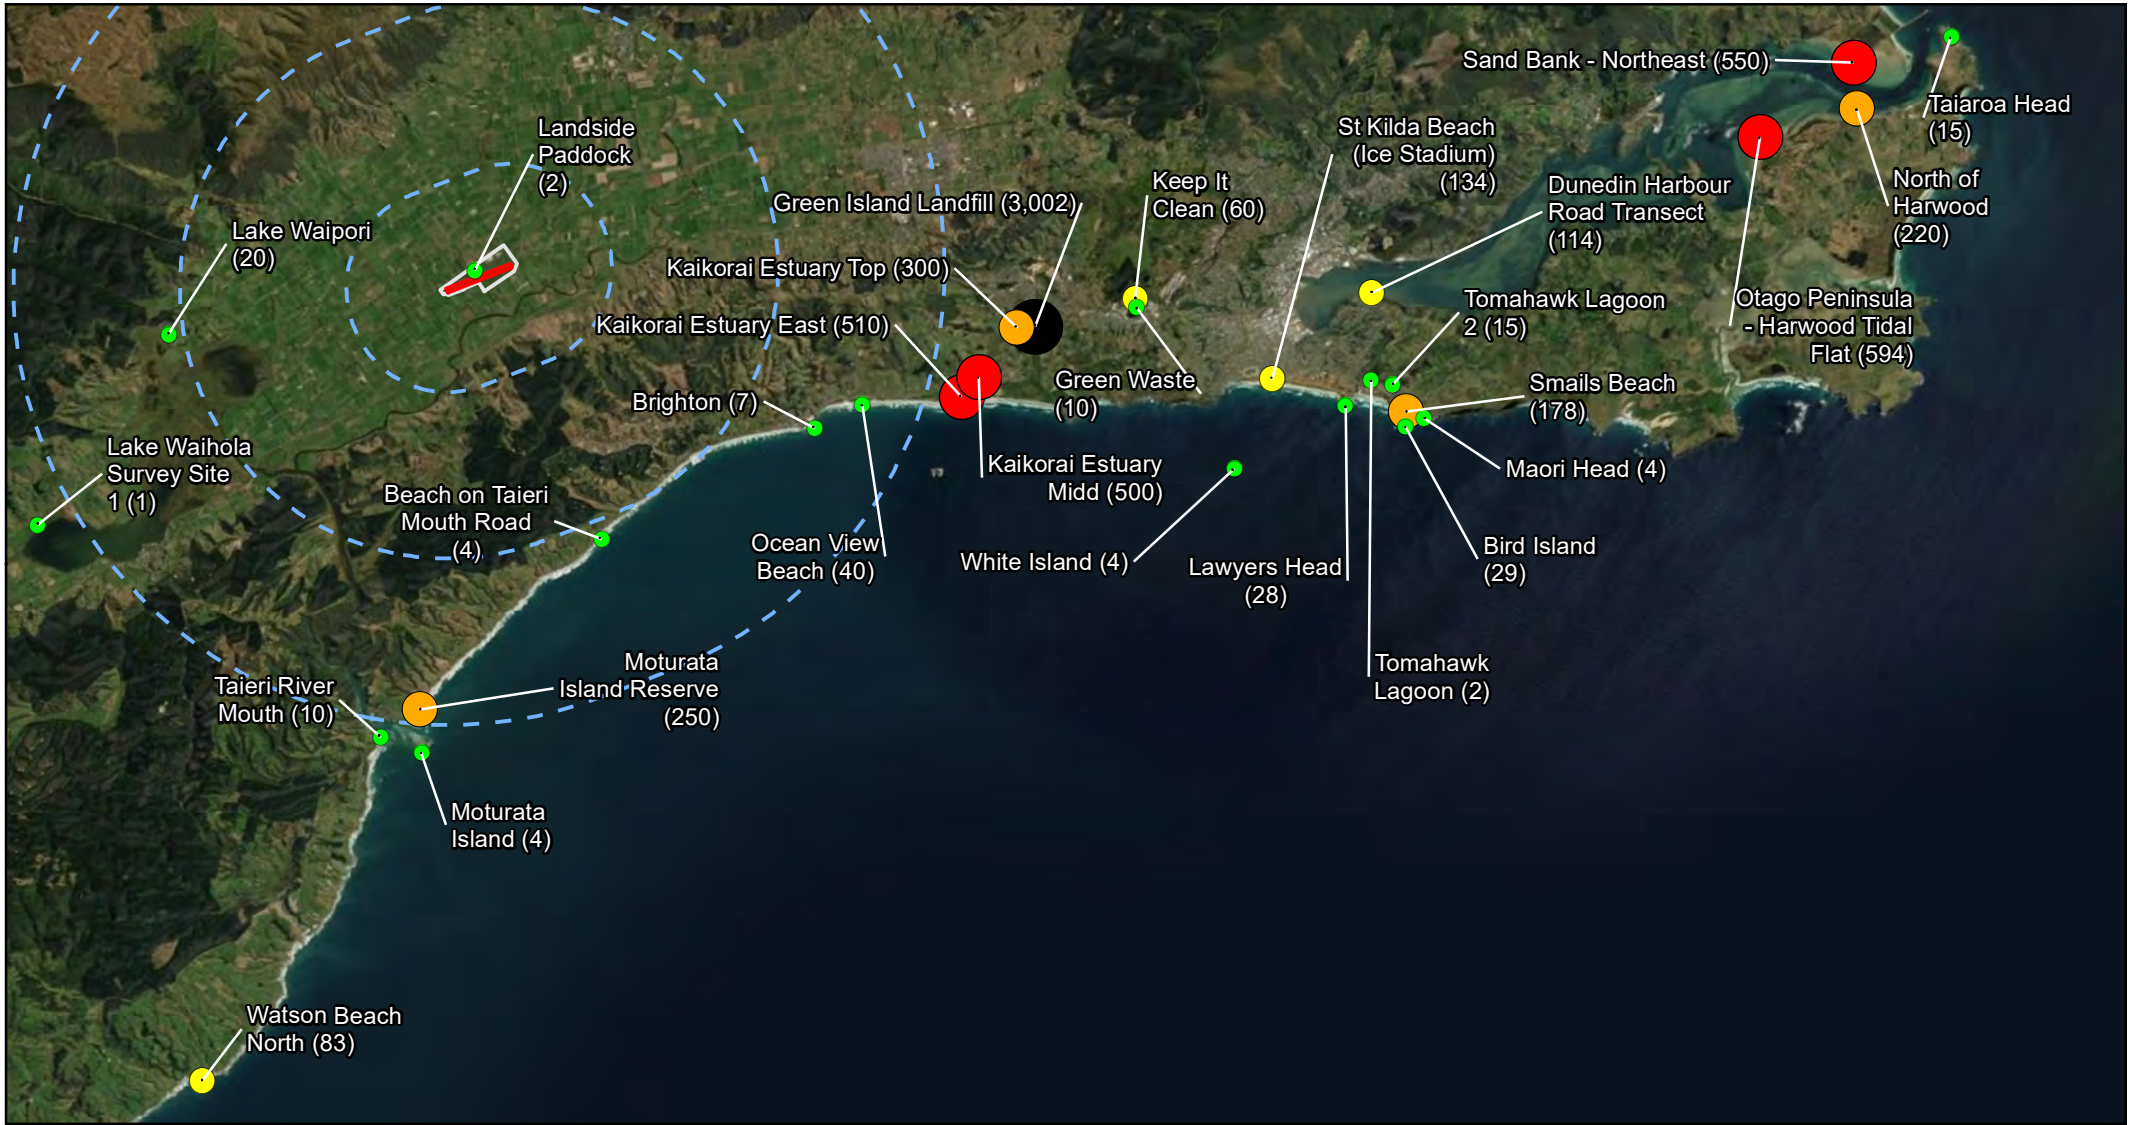 Sand Bank - Northeast (550)
Taiaroa Head
(15)
Landside
Paddock
(2)
St Kilda Beach
(Ice Stadium)
(134)
Keep It
Clean (60)
Dunedin Harbour
Road Transect
(114)
North of
Harwood
(220)
Green Island Landfill (3,002)
Lake Waipori
(20)
Kaikorai Estuary Top (300)
Kaikorai Estuary East (510)
Tomahawk Lagoon
2 (15)
Otago Peninsula
- Harwood Tidal
Flat (594)
Green Waste
(10)
Smails Beach
(178)
Brighton (7)
Lake Waihola
Survey Site
1 (1)
Kaikorai Estuary
Midd (500)
Maori Head (4)
Beach on Taieri
Mouth Road
(4)
Ocean View
Beach (40)
White Island (4)
Lawyers Head
(28)
Bird Island
(29)
Moturata
Island Reserve
(250)
Tomahawk
Lagoon (2)
Taieri River
Mouth (10)
Moturata
Island (4)
Watson Beach
North (83)